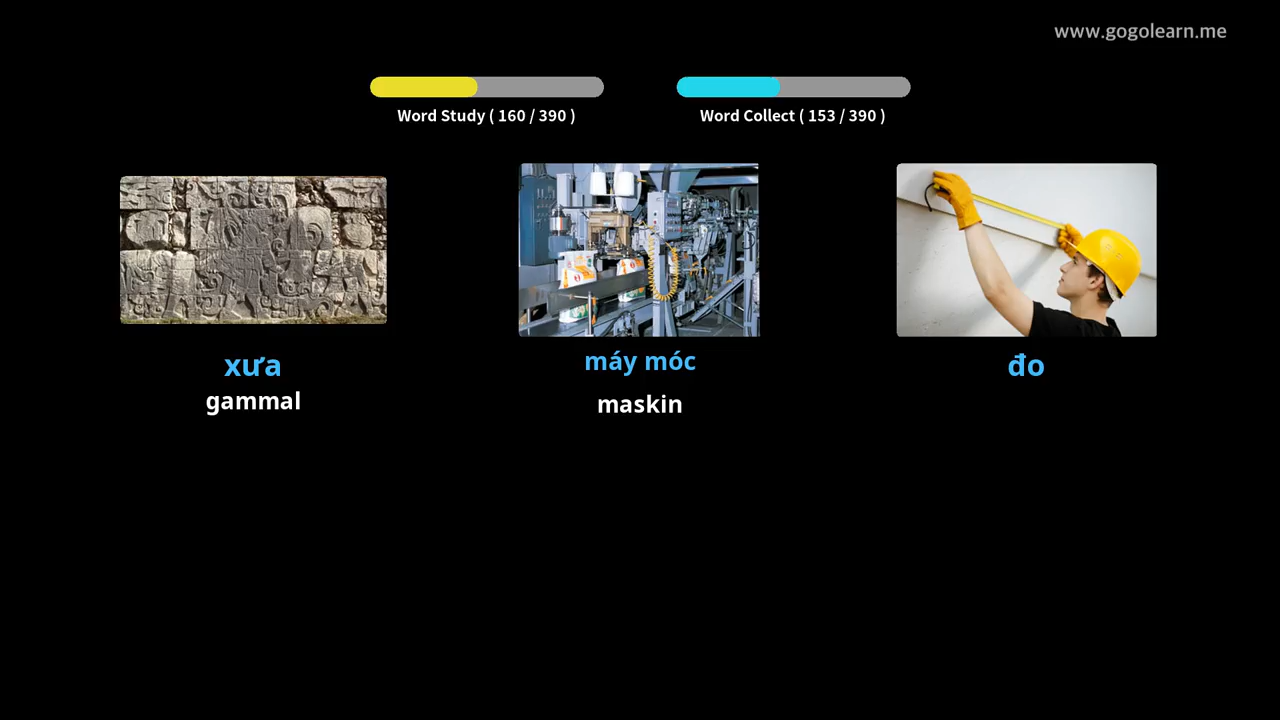 www.gogolearn.me
Word Study ( 160 / 390 )
Word Collect ( 153 / 390 )
xưa
máy móc
đo
gammal
maskin